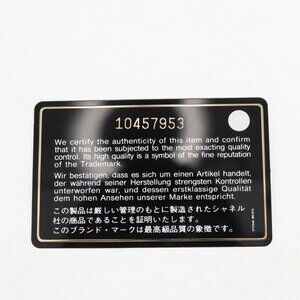 10457953
We certify the authenticity of this item and confirm
that it has been subjected to the most exacting quality
control. Its high quality is a symbol of the fine reputation
of the Trademark.
Wir bestätigen, dass es sich um einen Artikel handelt,
der während seiner Herstellung strengsten Kontrollen
unterworfen war, und dessen erstklassige Qualität
dem hohen Ansehen unserer Marke entspricht.
この製品は厳しい管理のもとに製造されたシャネル
社の商品であることを証明いたします。
このブランド・マークは最高級品質の象徴です。